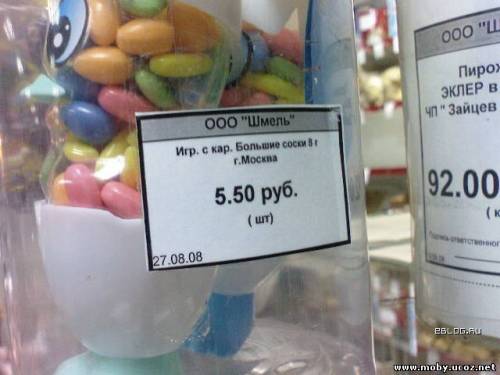 ООО "Шмель"
Игр. с кар. Большие соски 8 г
г.Москва
5.50 руб.
( шт)
27.08.08
ООО "Ш
Пирож
ЭКЛЕР в
ЧП " Зайцев
92.00
( к
EBLOG.RU
www.moby.ucoz.net